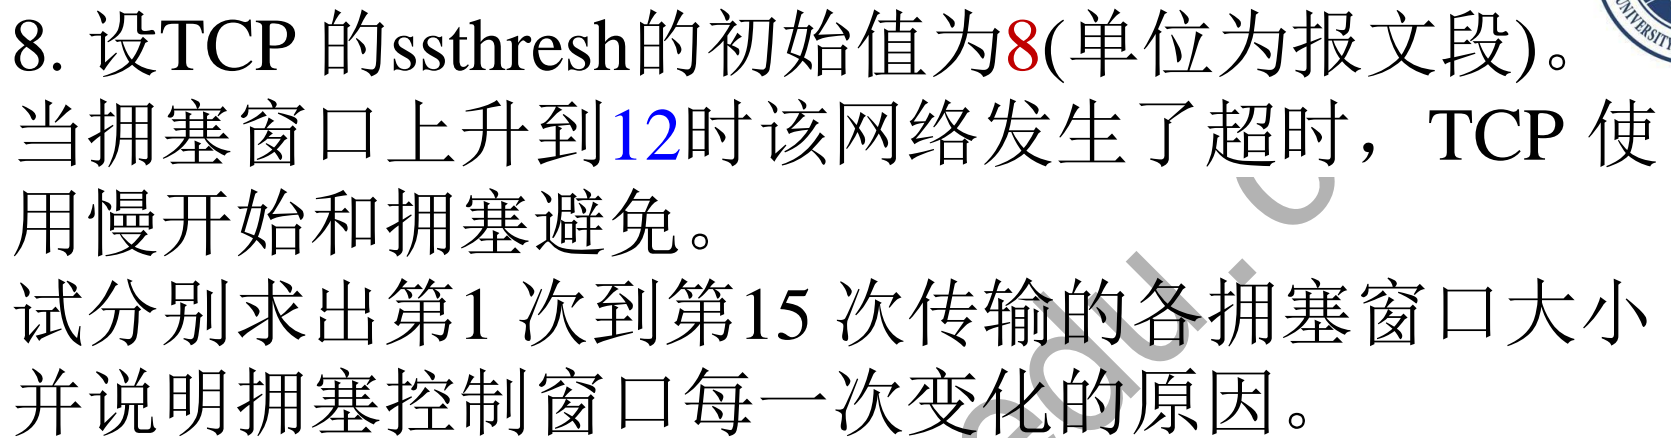 8. 设TCP 的ssthresh的初始值为8(单位为报文段)。
UNIVERSITY
当拥塞窗口上升到12时该网络发生了超时，TCP 使
用慢开始和拥塞避免。
试分别求出第1 次到第15 次传输的各拥塞窗口大小
并说明拥塞控制窗口每一次变化的原因。
edu.